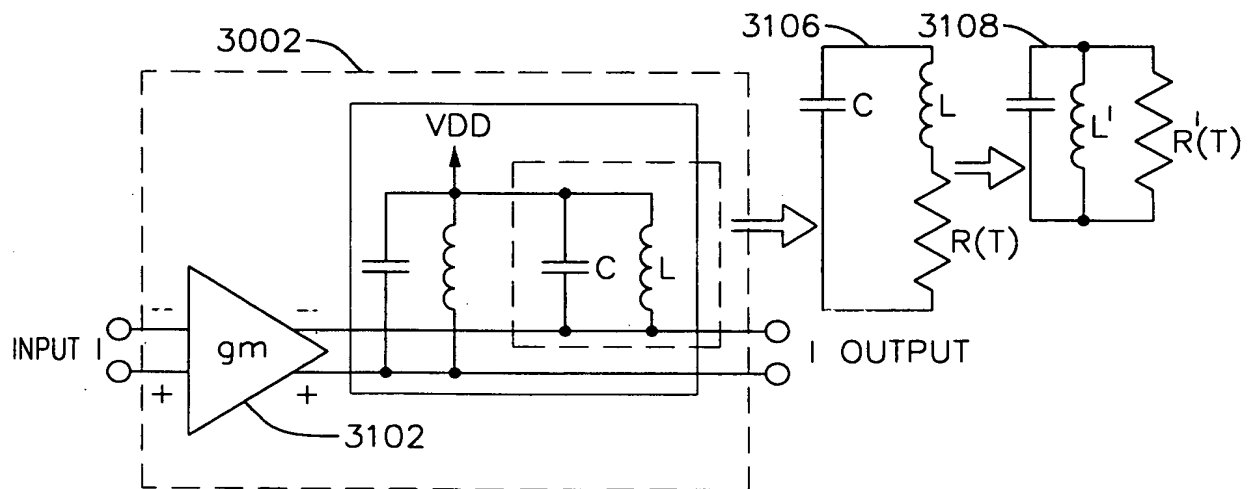 3002
3106
3108
VDD
C
L
C
L
R(T)
L'
R'(T)
INPUT I
--
+
gm
--
+
I OUTPUT
3102